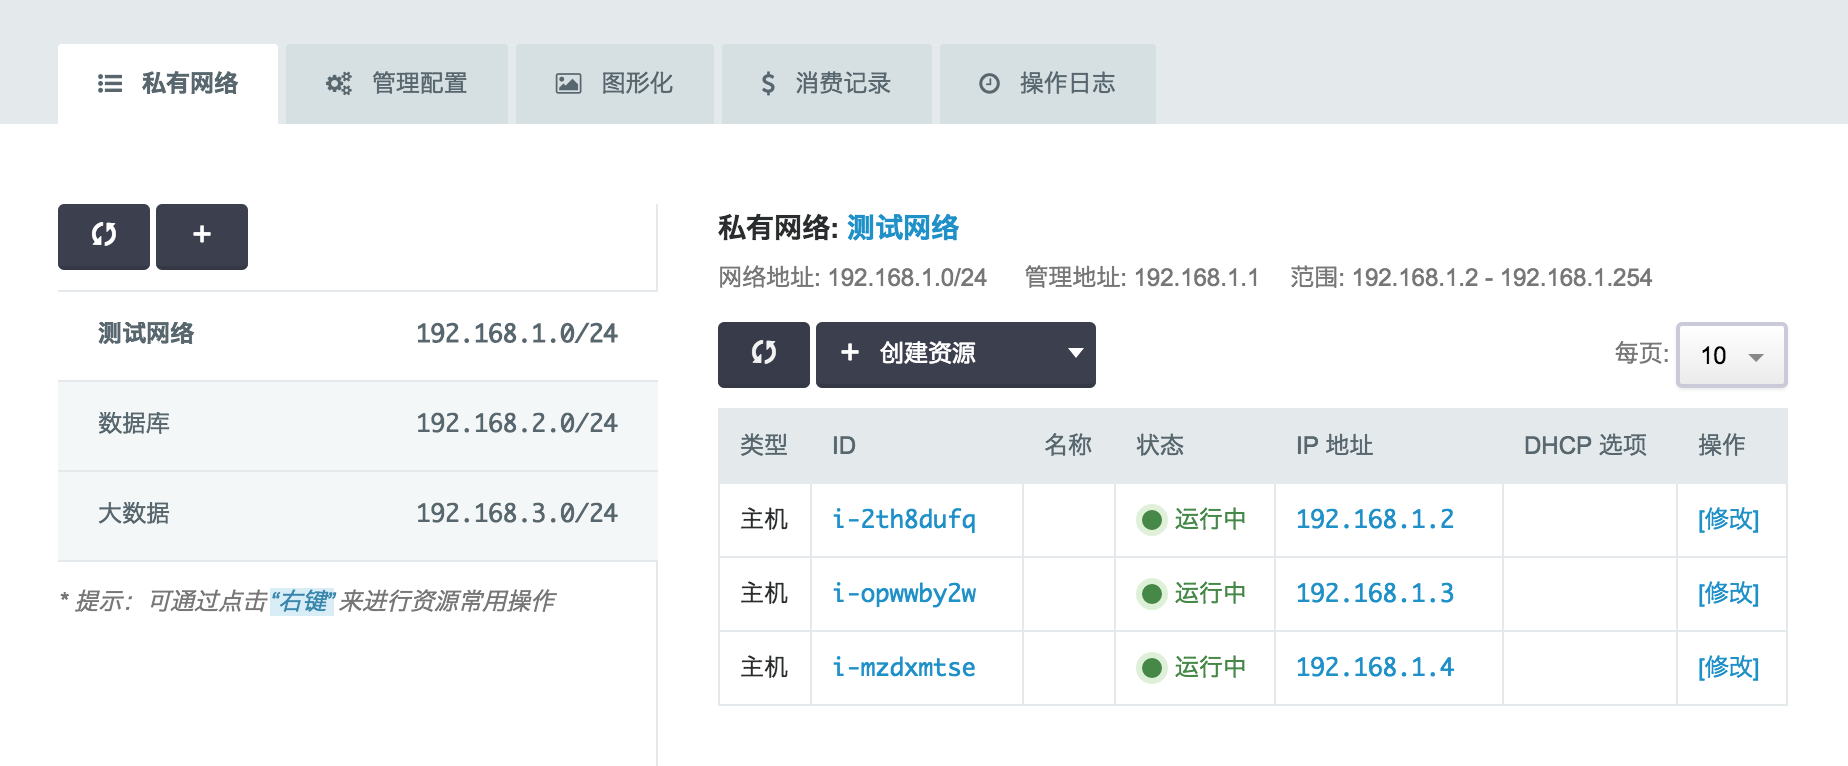 私有网络 管理配置 图形化 消费记录 操作日志
测试网络 192.168.1.0/24
数据库 192.168.2.0/24
大数据 192.168.3.0/24
* 提示：可通过点击“右键”来进行资源常用操作
私有网络: 测试网络
网络地址: 192.168.1.0/24 管理地址: 192.168.1.1 范围: 192.168.1.2 - 192.168.1.254
创建资源 每页: 10
类型 ID 名称 状态 IP 地址 DHCP 选项 操作
主机 i-2th8dufq 运行中 192.168.1.2 [修改]
主机 i-opwwby2w 运行中 192.168.1.3 [修改]
主机 i-mzdxmtse 运行中 192.168.1.4 [修改]